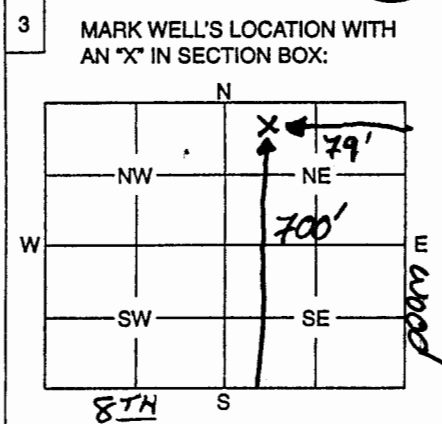 3
MARK WELL'S LOCATION WITH
AN "X" IN SECTION BOX:
N
X
79'
NW
NE
700'
W
E
wood
SW
SE
8TH
S